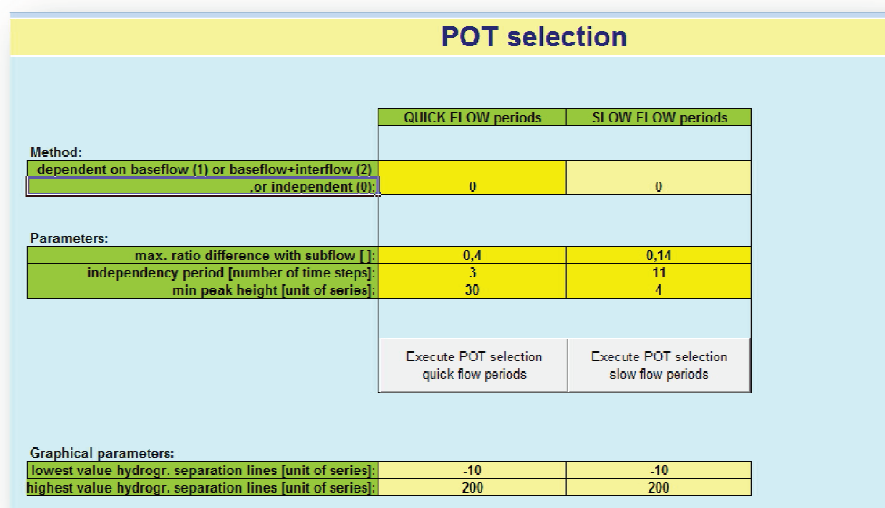 POT selection
QUICK FLOW periods SLOW FLOW periods
Method:
dependent on baseflow (1) or baseflow+interflow (2)
,or independent (0): 0 0
Parameters:
max. ratio difference with subflow [ ]: 0,4 0,14
independency period [number of time steps]: 3 11
min peak height [unit of series]: 30 4
Execute POT selection Execute POT selection
quick flow periods slow flow periods
Graphical parameters:
lowest value hydrogr. separation lines [unit of series]: -10 -10
highest value hydrogr. separation lines [unit of series]: 200 200